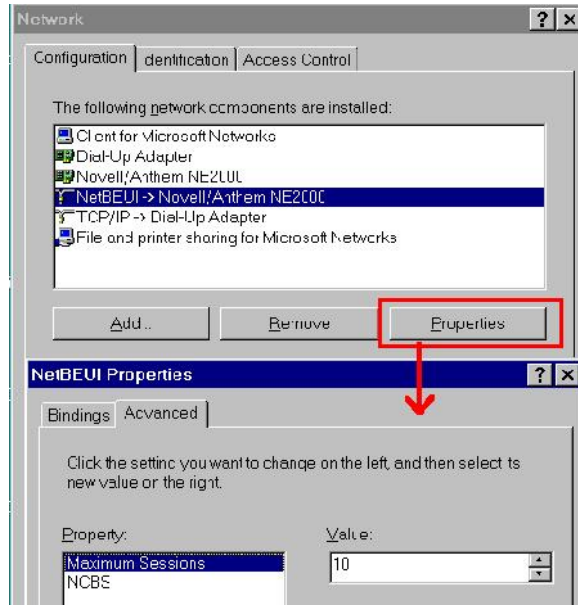 Network
Configuration Identification Access Control
The following network components are installed:
Client for Microsoft Networks
Dial-Up Adapter
Novell/Anthem NE2000
NetBEUI -> Novell/Anthem NE2000
TCP/IP -> Dial-Up Adapter
File and printer sharing for Microsoft Networks
Add... Remove Properties
NetBEUI Properties
Bindings Advanced
Click the setting you want to change on the left, and then select its
new value on the right.
Property: Value:
Maximum Sessions 10
NCBS